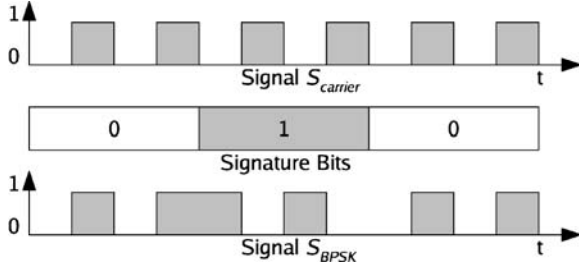 1
0
Signal S_carrier t
0 1 0
Signature Bits
1
0
Signal S_BPSK t